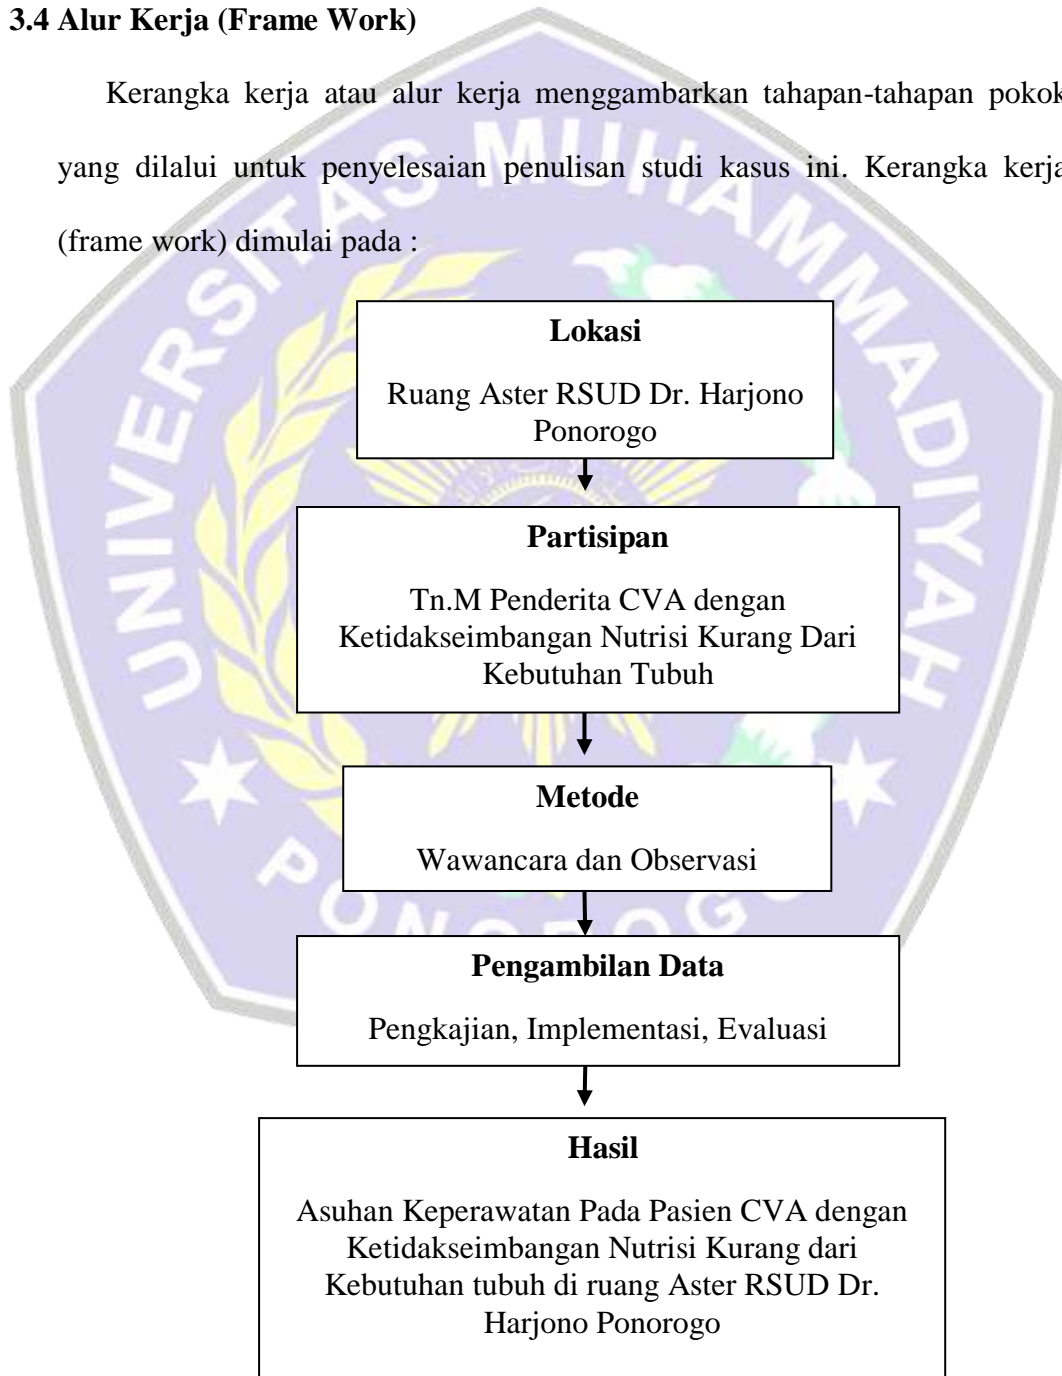 3.4 Alur Kerja (Frame Work)
Kerangka kerja atau alur kerja menggambarkan tahapan-tahapan pokok
yang dilalui untuk penyelesaian penulisan studi kasus ini. Kerangka kerja
(frame work) dimulai pada :
Lokasi
Ruang Aster RSUD Dr. Harjono
Ponorogo
Partisipan
Tn.M Penderita CVA dengan
Ketidakseimbangan Nutrisi Kurang Dari
Kebutuhan Tubuh
Metode
Wawancara dan Observasi
Pengambilan Data
Pengkajian, Implementasi, Evaluasi
Hasil
Asuhan Keperawatan Pada Pasien CVA dengan
Ketidakseimbangan Nutrisi Kurang dari
Kebutuhan tubuh di ruang Aster RSUD Dr.
Harjono Ponorogo
UNIVERSITAS MUHAMMADIYAH
PONOROGO